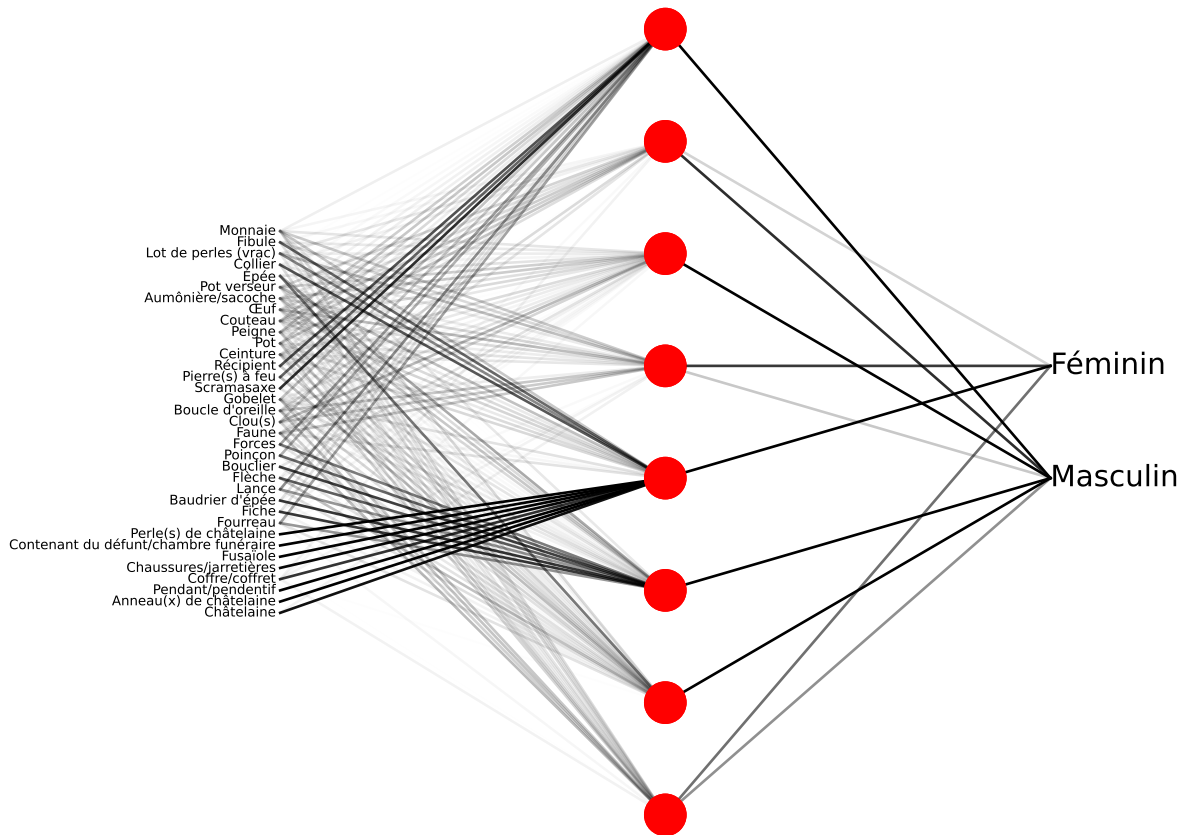 Monnaie
Fibule
Lot de perles (vrac)
Collier
Épée
Pot verseur
Aumônière/sacoche
Œuf
Couteau
Peigne
Pot
Ceinture
Récipient
Pierre(s) à feu
Scramasaxe
Gobelet
Boucle d'oreille
Clou(s)
Faune
Forces
Poinçon
Bouclier
Flèche
Lance
Baudrier d'épée
Fiche
Fourreau
Perle(s) de châtelaine
Contenant du défunt/chambre funéraire
Fusaïole
Chaussures/jarretières
Coffre/coffret
Pendant/pendentif
Anneau(x) de châtelaine
Châtelaine
Féminin
Masculin